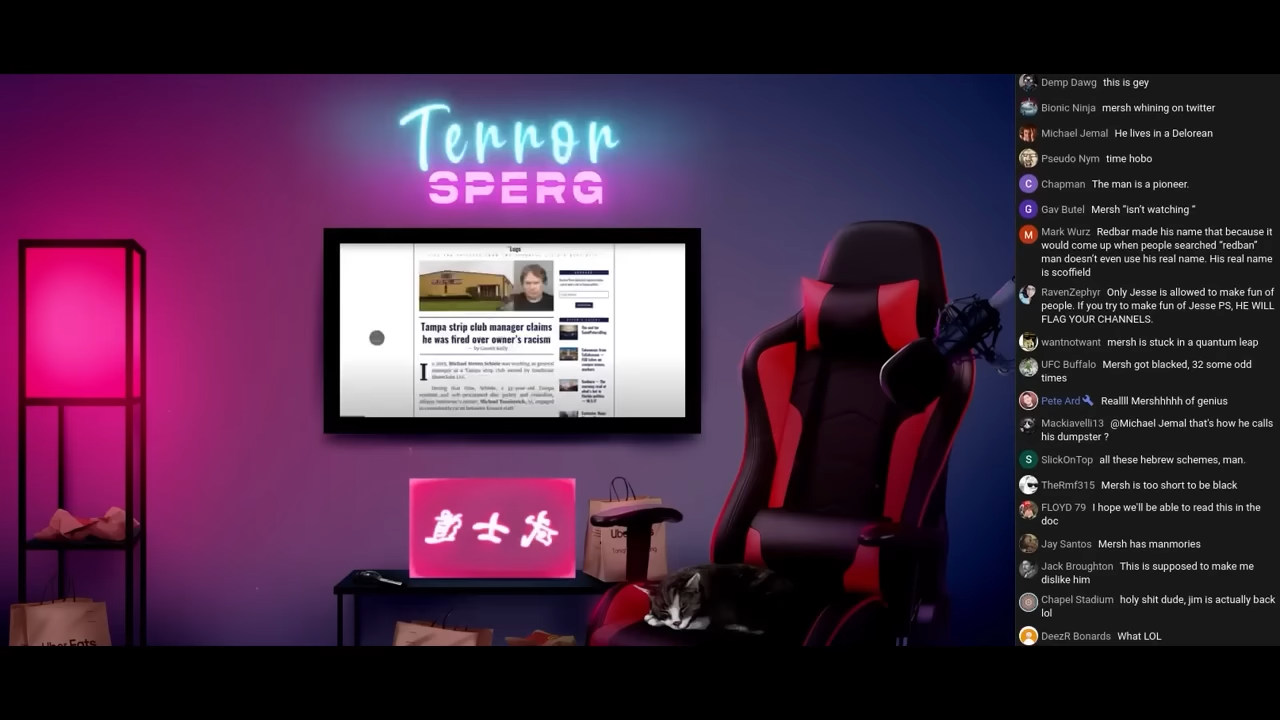 Terror
SPERG
Tampa strip club manager claims
he was fired over owner's racism
Uber Eats
Demp Dawg this is gey
Bionic Ninja mersh whining on twitter
Michael Jemal He lives in a Delorean
Pseudo Nym time hobo
C Chapman The man is a pioneer.
G Gav Butel Mersh "isn't watching "
M Mark Wurz Redbar made his name that because it
would come up when people searched "redban"
man doesn't even use his real name. His real name
is scoffield
avenZephyr Only Jesse is allowed to make fun of
people. If you try to make fun of Jesse PS, HE WILL
LAG YOUR CHANNELS.
wantnotwant mersh is stuck in a quantum leap
FC Buffalo Mersh been 25, 32 some odd
times
Pete Ard Reallll Mennnnn of genius
Mackiavelli13 @Michael Jemal that's how he calls
his dumpster ?
S SlickOnTop all these hebrew schemes, man.
TheRmf315 Mersh is too short to be black
FLOYD 79 I hope we'll be able to read this in the
doc
Jay Santos Mersh has manmories
Jack Broughton This is supposed to make me
dislike him
Chapel Stadium holy shit dude, jim is actually back
lol
DeezR Bonards What LOL